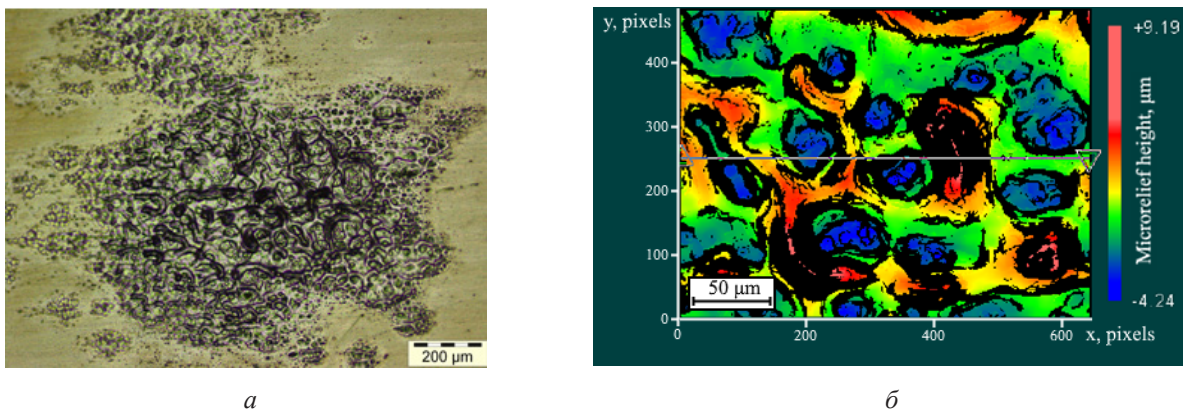 200 µm
y, pixels
400
300
200
100
0
0
200
400
600
x, pixels
50 µm
+9.19
Microrelief height, µm
-4.24
а
б